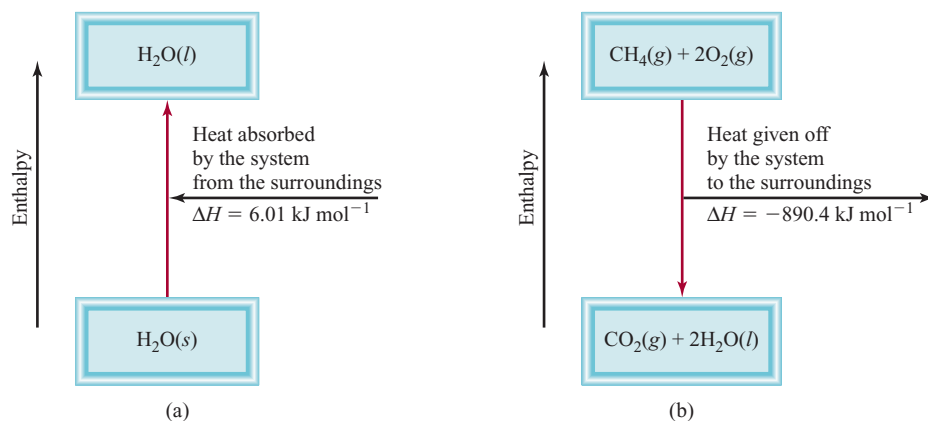 H₂O(l)
Enthalpy
Heat absorbed
by the system
from the surroundings
ΔH = 6.01 kJ mol⁻¹
H₂O(s)
(a)
CH₄(g) + 2O₂(g)
Enthalpy
Heat given off
by the system
to the surroundings
ΔH = −890.4 kJ mol⁻¹
CO₂(g) + 2H₂O(l)
(b)